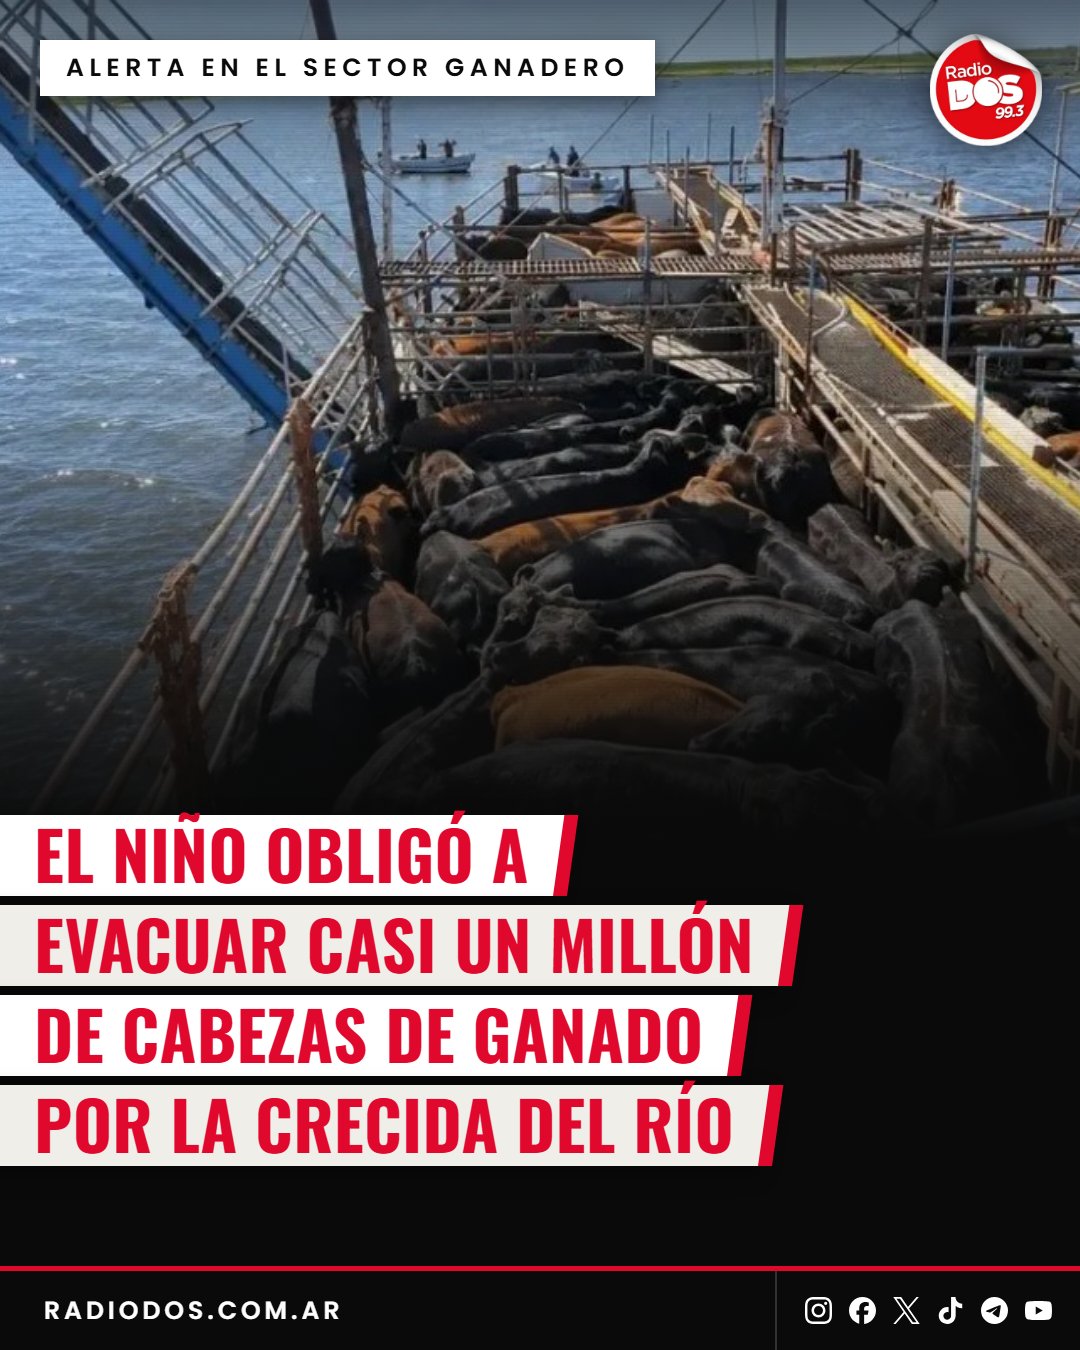 ALERTA EN EL SECTOR GANADERO
Radio
DOS
99.3
EL NIÑO OBLIGÓ A
EVACUAR CASI UN MILLÓN
DE CABEZAS DE GANADO
POR LA CRECIDA DEL RÍO
RADIODOS.COM.AR